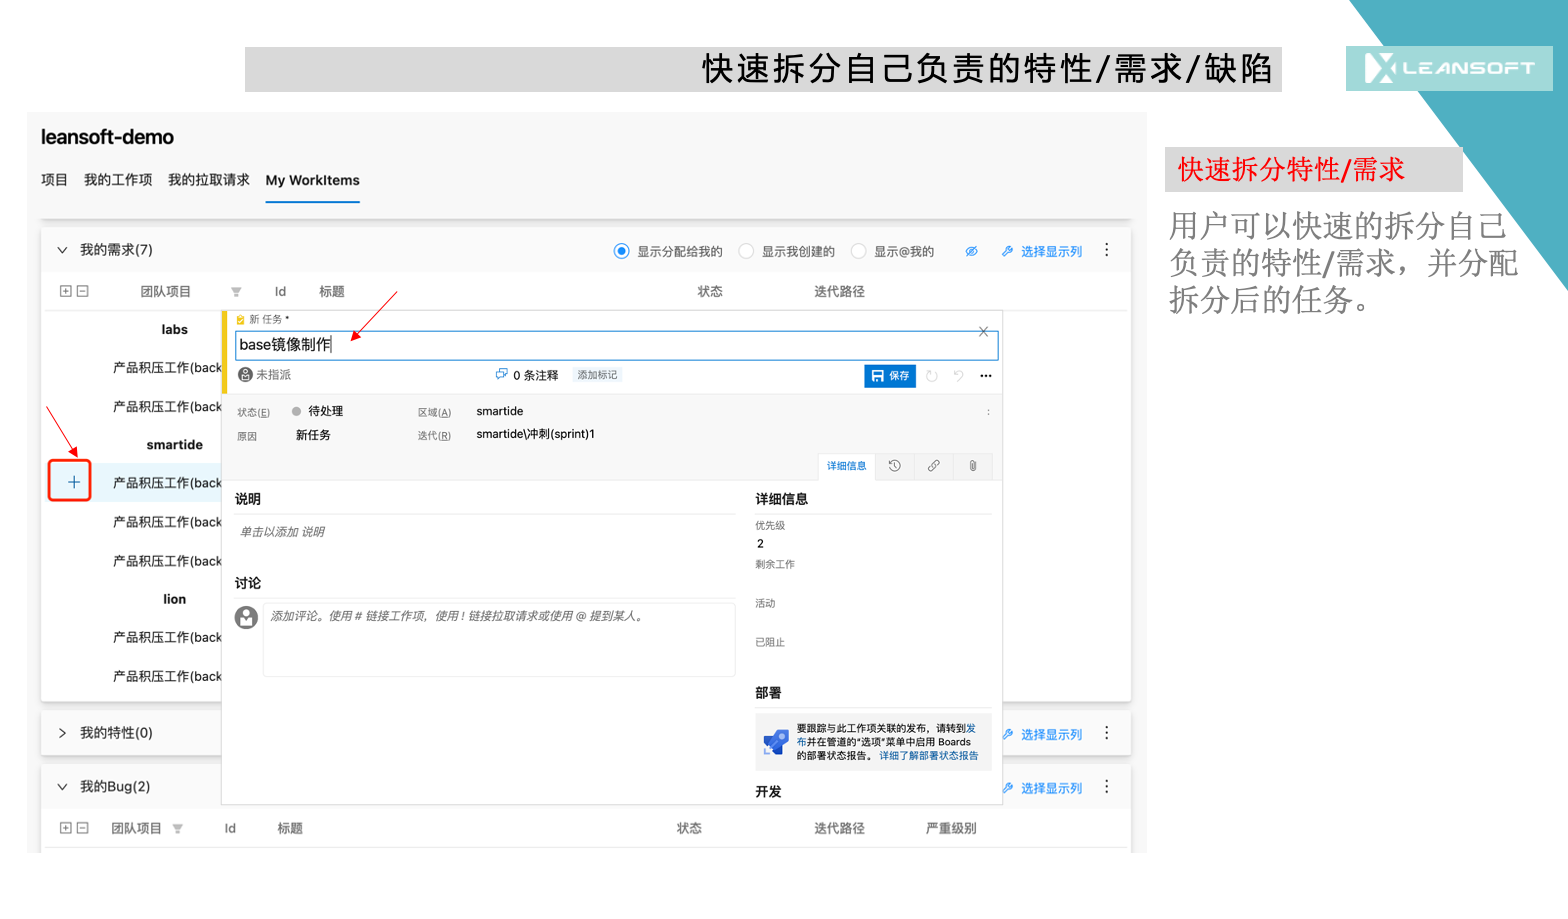 快速拆分自己负责的特性/需求/缺陷
LEANSOFT
leansoft-demo
项目 我的工作项 我的拉取请求 My WorkItems
我的需求(7) 显示分配给我的 显示我创建的 显示@我的 选择显示列
团队项目 Id 标题 状态 迭代路径
labs
产品积压工作(back
产品积压工作(back
smartide
产品积压工作(back
产品积压工作(back
产品积压工作(back
lion
产品积压工作(back
产品积压工作(back
新 任务 *
base镜像制作
未指派 0 条注释 添加标记 保存
状态(E) 待处理 区域(A) smartide
原因 新任务 迭代(R) smartide\冲刺(sprint)1
详细信息
说明
单击以添加 说明
讨论
添加评论。使用 # 链接工作项，使用 ! 链接拉取请求或使用 @ 提到某人。
详细信息
优先级
2
剩余工作
活动
已阻止
部署
要跟踪与此工作项关联的发布，请转到发
布并在管道的“选项”菜单中启用 Boards
的部署状态报告。 详细了解部署状态报告
开发
我的特性(0) 选择显示列
我的Bug(2) 选择显示列
团队项目 Id 标题 状态 迭代路径 严重级别
快速拆分特性/需求
用户可以快速的拆分自己
负责的特性/需求，并分配
拆分后的任务。